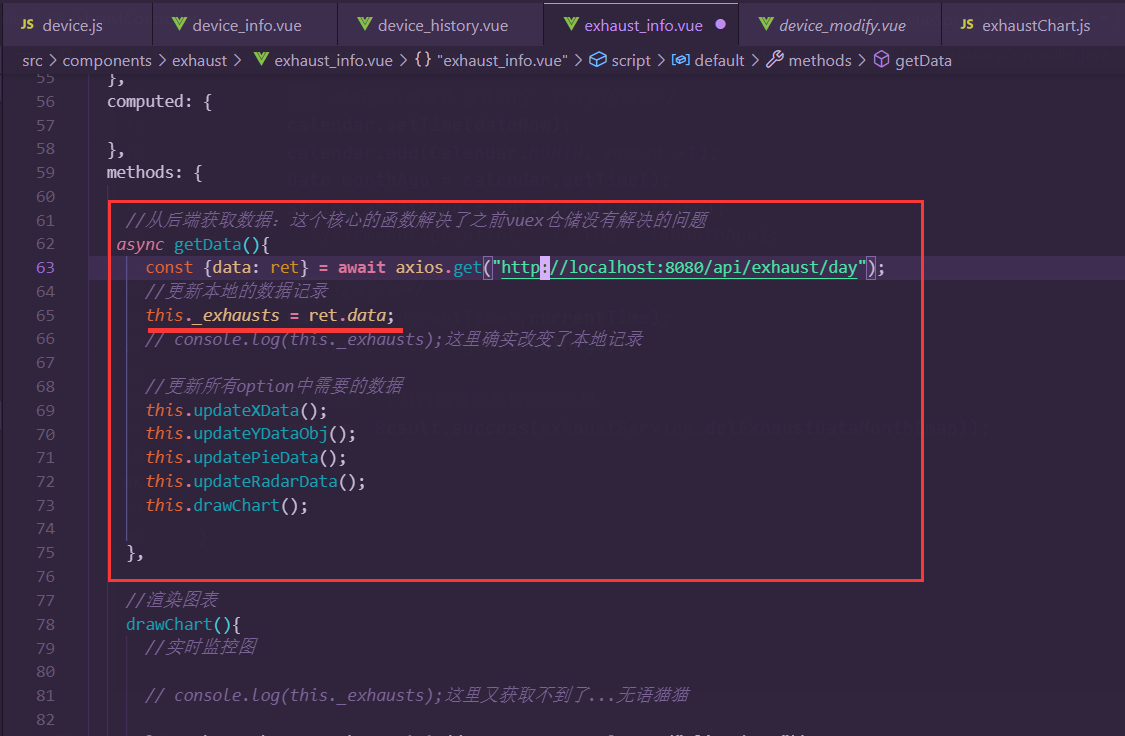 JS device.js
device_info.vue
device_history.vue
exhaust_info.vue
device_modify.vue
JS exhaustChart.js
src > components > exhaust > exhaust_info.vue > {} "exhaust_info.vue" > script > default > methods > getData
55 },
56 computed: {
57
58 },
59 methods: {
60
61 //从后端获取数据：这个核心的函数解决了之前vuex仓储没有解决的问题
62 async getData(){
63 const {data: ret} = await axios.get("http://localhost:8080/api/exhaust/day");
64 //更新本地的数据记录
65 this._exhausts = ret.data;
66 // console.log(this._exhausts);这里确实改变了本地记录
67
68 //更新所有option中需要的数据
69 this.updateXData();
70 this.updateYDataObj();
71 this.updatePieData();
72 this.updateRadarData();
73 this.drawChart();
74
75 },
76
77 //渲染图表
78 drawChart(){
79 //实时监控图
80
81 // console.log(this._exhausts);这里又获取不到了...无语猫猫
82